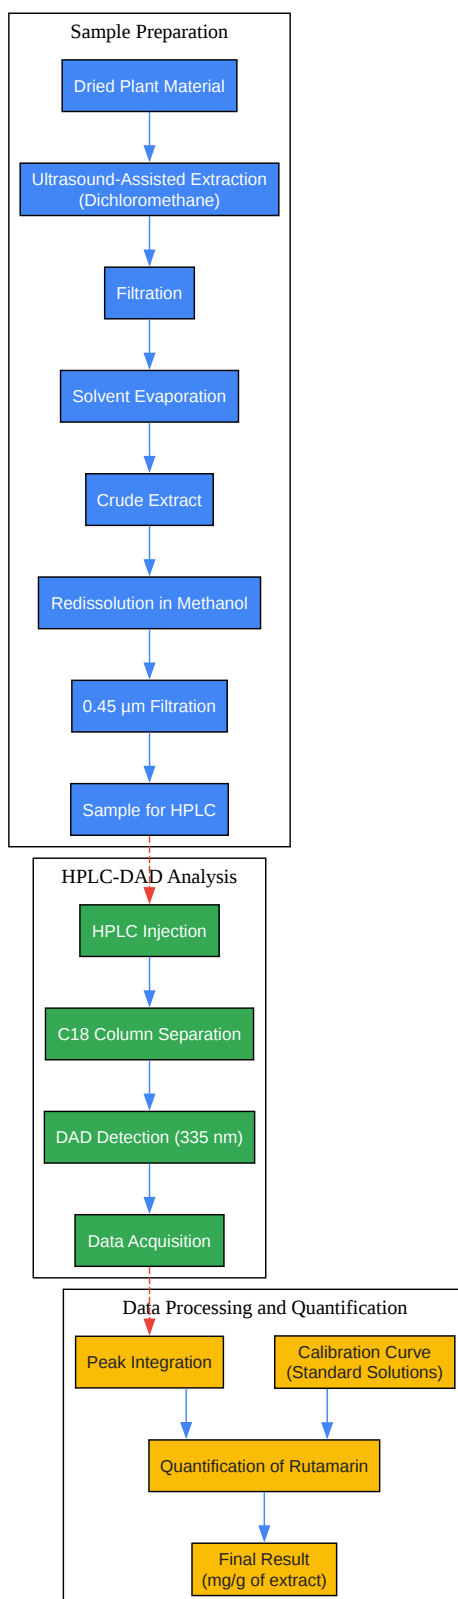 Sample Preparation
Dried Plant Material
Ultrasound-Assisted Extraction
(Dichloromethane)
Filtration
Solvent Evaporation
Crude Extract
Redissolution in Methanol
0.45 µm Filtration
Sample for HPLC
HPLC-DAD Analysis
HPLC Injection
C18 Column Separation
DAD Detection (335 nm)
Data Acquisition
Data Processing and Quantification
Peak Integration
Calibration Curve
(Standard Solutions)
Quantification of Rutamarin
Final Result
(mg/g of extract)